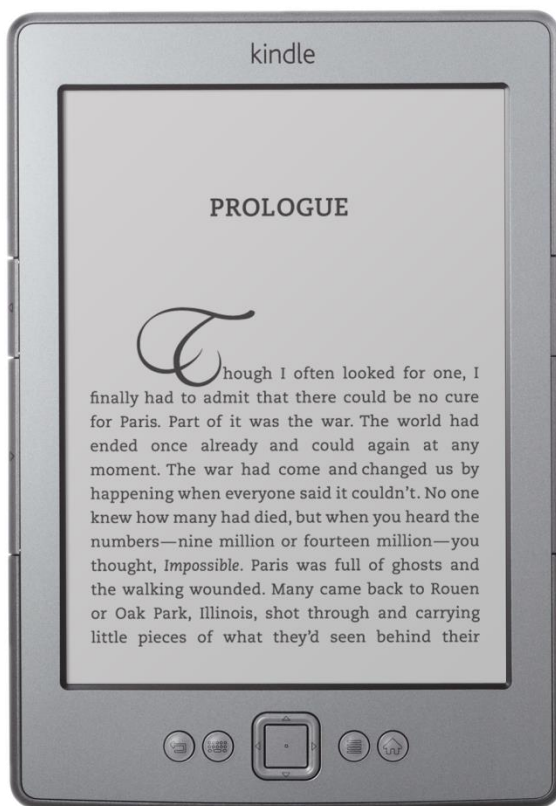 kindle
PROLOGUE
Though I often looked for one, I
finally had to admit that there could be no cure
for Paris. Part of it was the war. The world had
ended once already and could again at any
moment. The war had come and changed us by
happening when everyone said it couldn't. No one
knew how many had died, but when you heard the
numbers—nine million or fourteen million—you
thought, Impossible. Paris was full of ghosts and
the walking wounded. Many came back to Rouen
or Oak Park, Illinois, shot through and carrying
little pieces of what they'd seen behind their